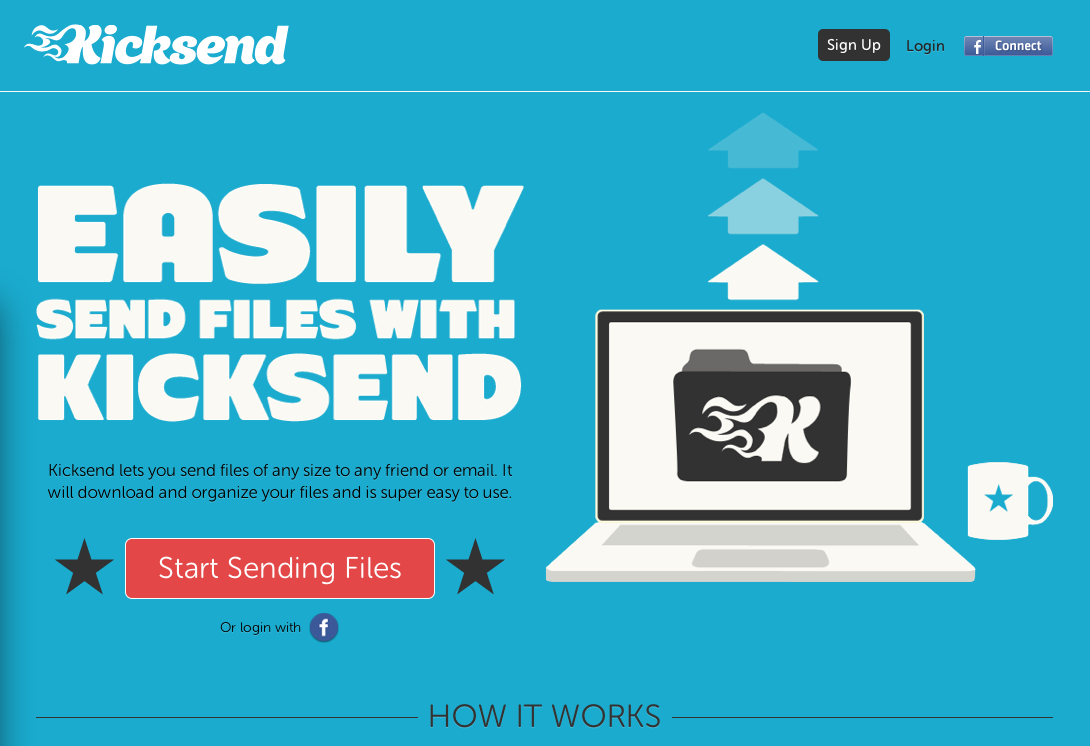 Kicksend
Sign Up
Login
f Connect
EASILY
SEND FILES WITH
KICKSEND
K
Kicksend lets you send files of any size to any friend or email. It
will download and organize your files and is super easy to use.
Start Sending Files
Or login with f
HOW IT WORKS